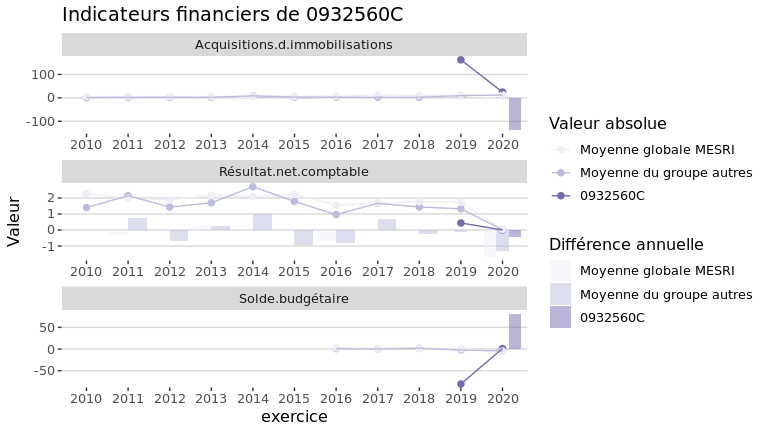 Indicateurs financiers de 0932560C
Acquisitions.d.immobilisations
100
0
-100
2010 2011 2012 2013 2014 2015 2016 2017 2018 2019 2020
Résultat.net.comptable
2
1
0
-1
2010 2011 2012 2013 2014 2015 2016 2017 2018 2019 2020
Solde.budgétaire
50
0
-50
2010 2011 2012 2013 2014 2015 2016 2017 2018 2019 2020
exercice
Valeur
Valeur absolue
Moyenne globale MESRI
Moyenne du groupe autres
0932560C
Différence annuelle
Moyenne globale MESRI
Moyenne du groupe autres
0932560C